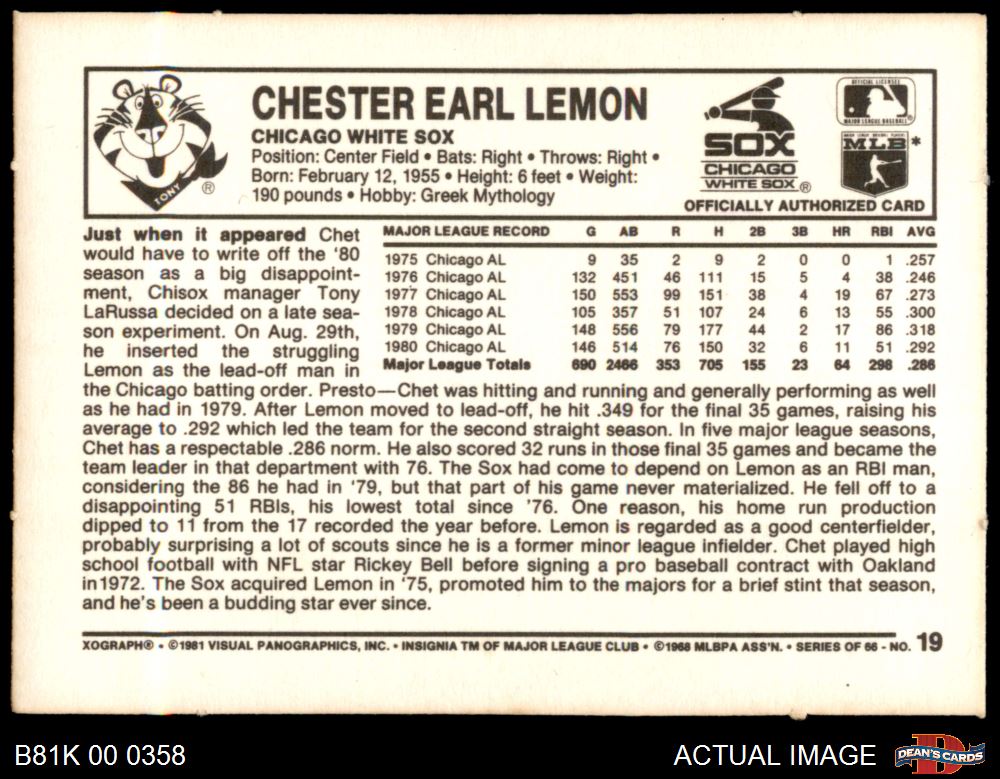 CHESTER EARL LEMON
CHICAGO WHITE SOX
Position: Center Field • Bats: Right • Throws: Right •
Born: February 12, 1955 • Height: 6 feet • Weight:
190 pounds • Hobby: Greek Mythology
TONY ®
SOX
CHICAGO
WHITE SOX ®
OFFICIAL LICENSEE
MAJOR LEAGUE BASEBALL ®
MAJOR LEAGUE BASEBALL PLAYERS
MLB *
OFFICIALLY AUTHORIZED CARD
MAJOR LEAGUE RECORD G AB R H 2B 3B HR RBI AVG
1975 Chicago AL 9 35 2 9 2 0 0 1 .257
1976 Chicago AL 132 451 46 111 15 5 4 38 .246
1977 Chicago AL 150 553 99 151 38 4 19 67 .273
1978 Chicago AL 105 357 51 107 24 6 13 55 .300
1979 Chicago AL 148 556 79 177 44 2 17 86 .318
1980 Chicago AL 146 514 76 150 32 6 11 51 .292
Major League Totals 690 2466 353 705 155 23 64 298 .286
Just when it appeared Chet
would have to write off the '80
season as a big disappoint-
ment, Chisox manager Tony
LaRussa decided on a late sea-
son experiment. On Aug. 29th,
he inserted the struggling
Lemon as the lead-off man in
the Chicago batting order. Presto—Chet was hitting and running and generally performing as well
as he had in 1979. After Lemon moved to lead-off, he hit .349 for the final 35 games, raising his
average to .292 which led the team for the second straight season. In five major league seasons,
Chet has a respectable .286 norm. He also scored 32 runs in those final 35 games and became the
team leader in that department with 76. The Sox had come to depend on Lemon as an RBI man,
considering the 86 he had in '79, but that part of his game never materialized. He fell off to a
disappointing 51 RBIs, his lowest total since '76. One reason, his home run production
dipped to 11 from the 17 recorded the year before. Lemon is regarded as a good centerfielder,
probably surprising a lot of scouts since he is a former minor league infielder. Chet played high
school football with NFL star Rickey Bell before signing a pro baseball contract with Oakland
in 1972. The Sox acquired Lemon in '75, promoted him to the majors for a brief stint that season,
and he's been a budding star ever since.
XOGRAPH® • ©1981 VISUAL PANOGRAPHICS, INC. • INSIGNIA TM OF MAJOR LEAGUE CLUB • ©1968 MLBPA ASS'N. • SERIES OF 66 - NO. 19
B81K 00 0358 ACTUAL IMAGE DEAN'S CARDS